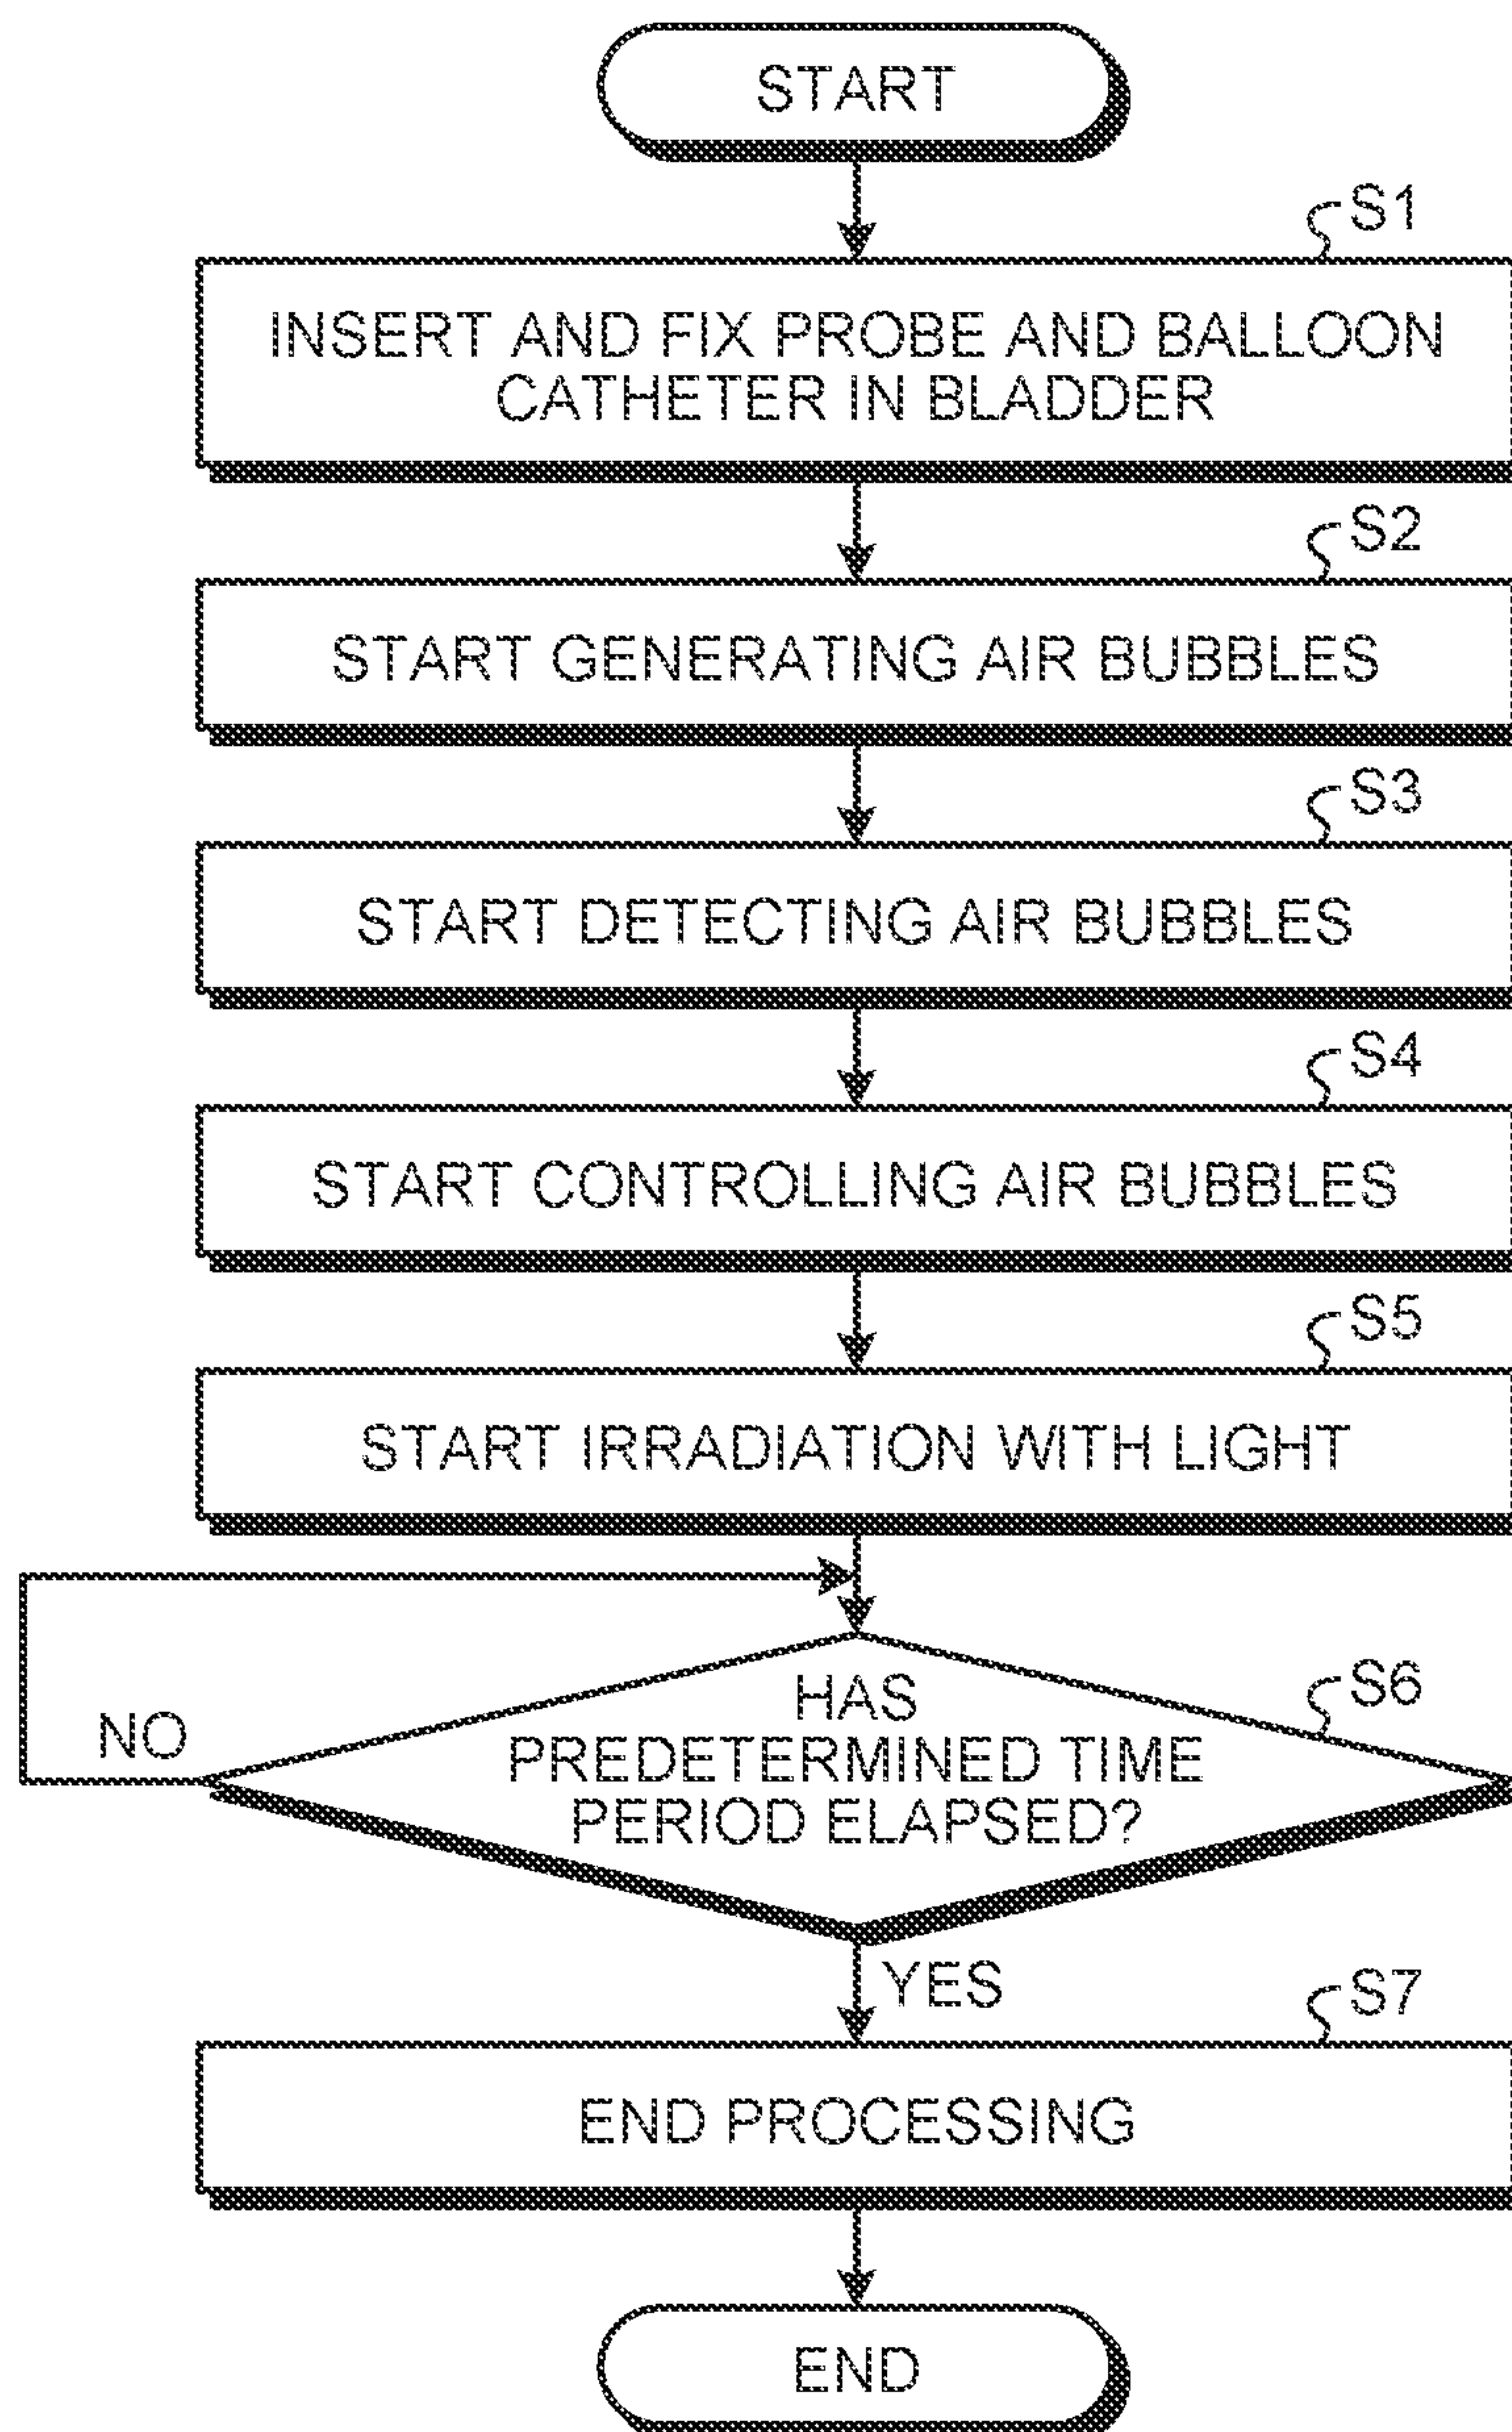 START
S1
INSERT AND FIX PROBE AND BALLOON
CATHETER IN BLADDER
S2
START GENERATING AIR BUBBLES
S3
START DETECTING AIR BUBBLES
S4
START CONTROLLING AIR BUBBLES
S5
START IRRADIATION WITH LIGHT
S6
HAS
PREDETERMINED TIME
PERIOD ELAPSED?
NO
YES
S7
END PROCESSING
END